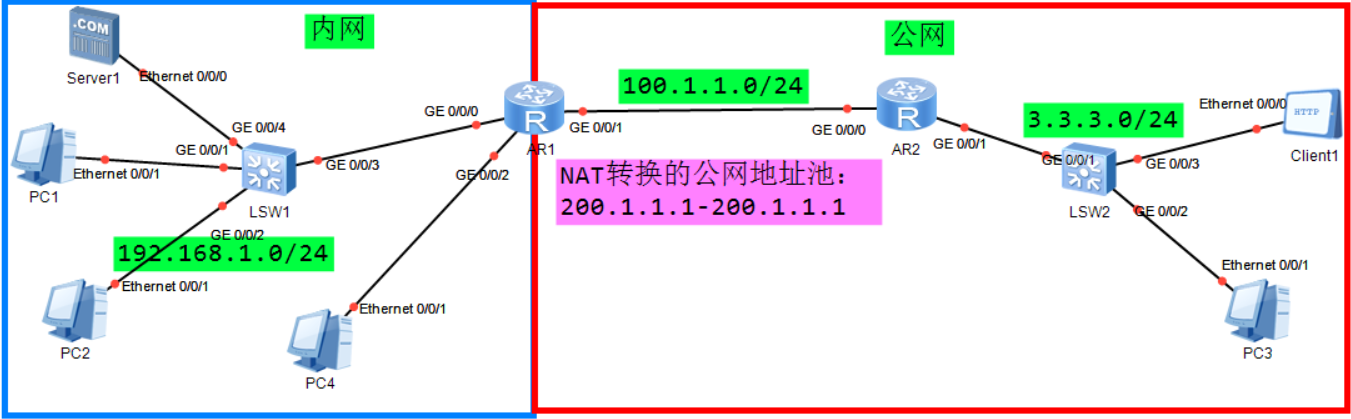 内网
公网
.COM
Server1
Ethernet 0/0/0
GE 0/0/4
GE 0/0/1
Ethernet 0/0/1
PC1
LSW1
GE 0/0/3
GE 0/0/2
192.168.1.0/24
Ethernet 0/0/1
PC2
GE 0/0/0
R
AR1
GE 0/0/1
GE 0/0/2
Ethernet 0/0/1
PC4
100.1.1.0/24
NAT转换的公网地址池:
200.1.1.1-200.1.1.1
GE 0/0/0
R
AR2
GE 0/0/1
3.3.3.0/24
GE 0/0/1
LSW2
GE 0/0/3
Ethernet 0/0/0
HTTP
Client1
GE 0/0/2
Ethernet 0/0/1
PC3